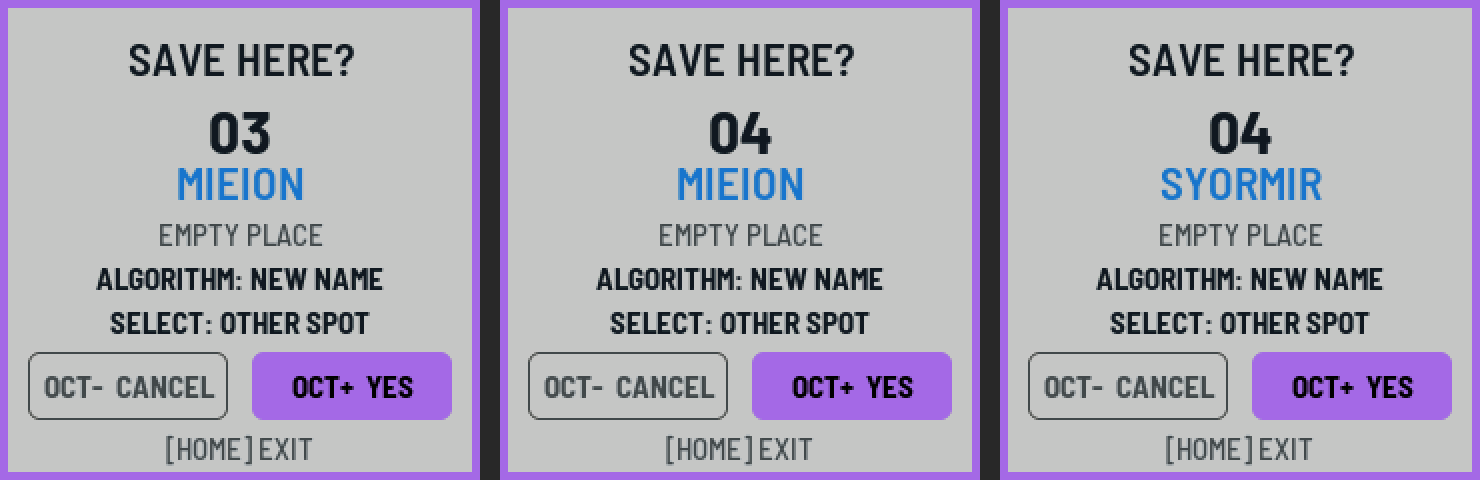 SAVE HERE?
03
MIEION
EMPTY PLACE
ALGORITHM: NEW NAME
SELECT: OTHER SPOT
OCT- CANCEL OCT+ YES
[HOME] EXIT
SAVE HERE?
04
MIEION
EMPTY PLACE
ALGORITHM: NEW NAME
SELECT: OTHER SPOT
OCT- CANCEL OCT+ YES
[HOME] EXIT
SAVE HERE?
04
SYORMIR
EMPTY PLACE
ALGORITHM: NEW NAME
SELECT: OTHER SPOT
OCT- CANCEL OCT+ YES
[HOME] EXIT